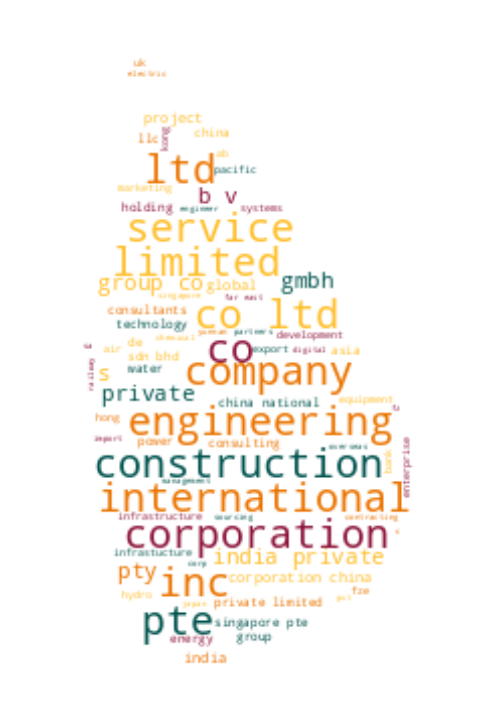 uk
electric
project
llc
kong
china
ab
ltd
pacific
marketing
b v
holding
engineer
systems
service
limited
group co
global
gmbh
singapore
far east
consultants
co ltd
technology
yunnan
partners
development
de
chemical
co
export
digital
asia
air
sdn bhd
water
railway
s
company
private
china national
equipment
hong
engineering
import
power
consulting
overseas
construction
bank
enterprise
management
international
infrastructure
sourcing
contracting
corporation
infrastucture
corp
india private
pty
inc
corporation china
hydro
japan
private limited
fze
pte
singapore pte
energy
group
india